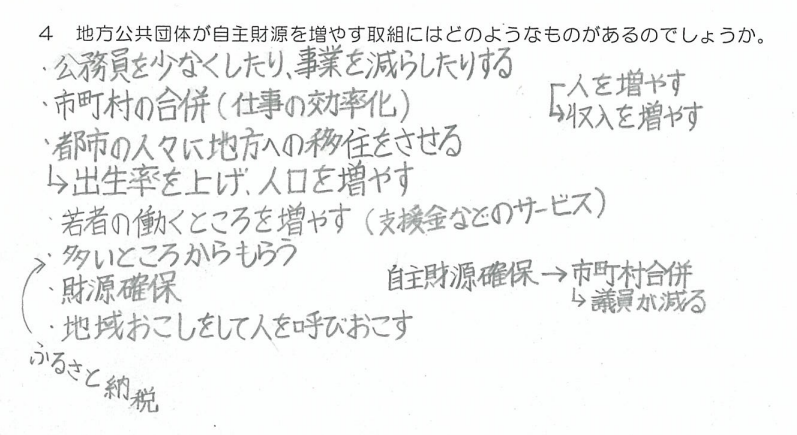 4 地方公共団体が自主財源を増やす取組にはどのようなものがあるのでしょうか。
・公務員を少なくしたり、事業を減らしたりする
・市町村の合併(仕事の効率化)
人を増やす
↳収入を増やす
・都市の人々に地方への移住をさせる
↳出生率を上げ、人口を増やす
・若者の働くところを増やす(支援金などのサービス)
・多いところからもらう
・財源確保
自主財源確保→市町村合併
↳議員が減る
・地域おこしをして人を呼びおこす
ふるさと納税